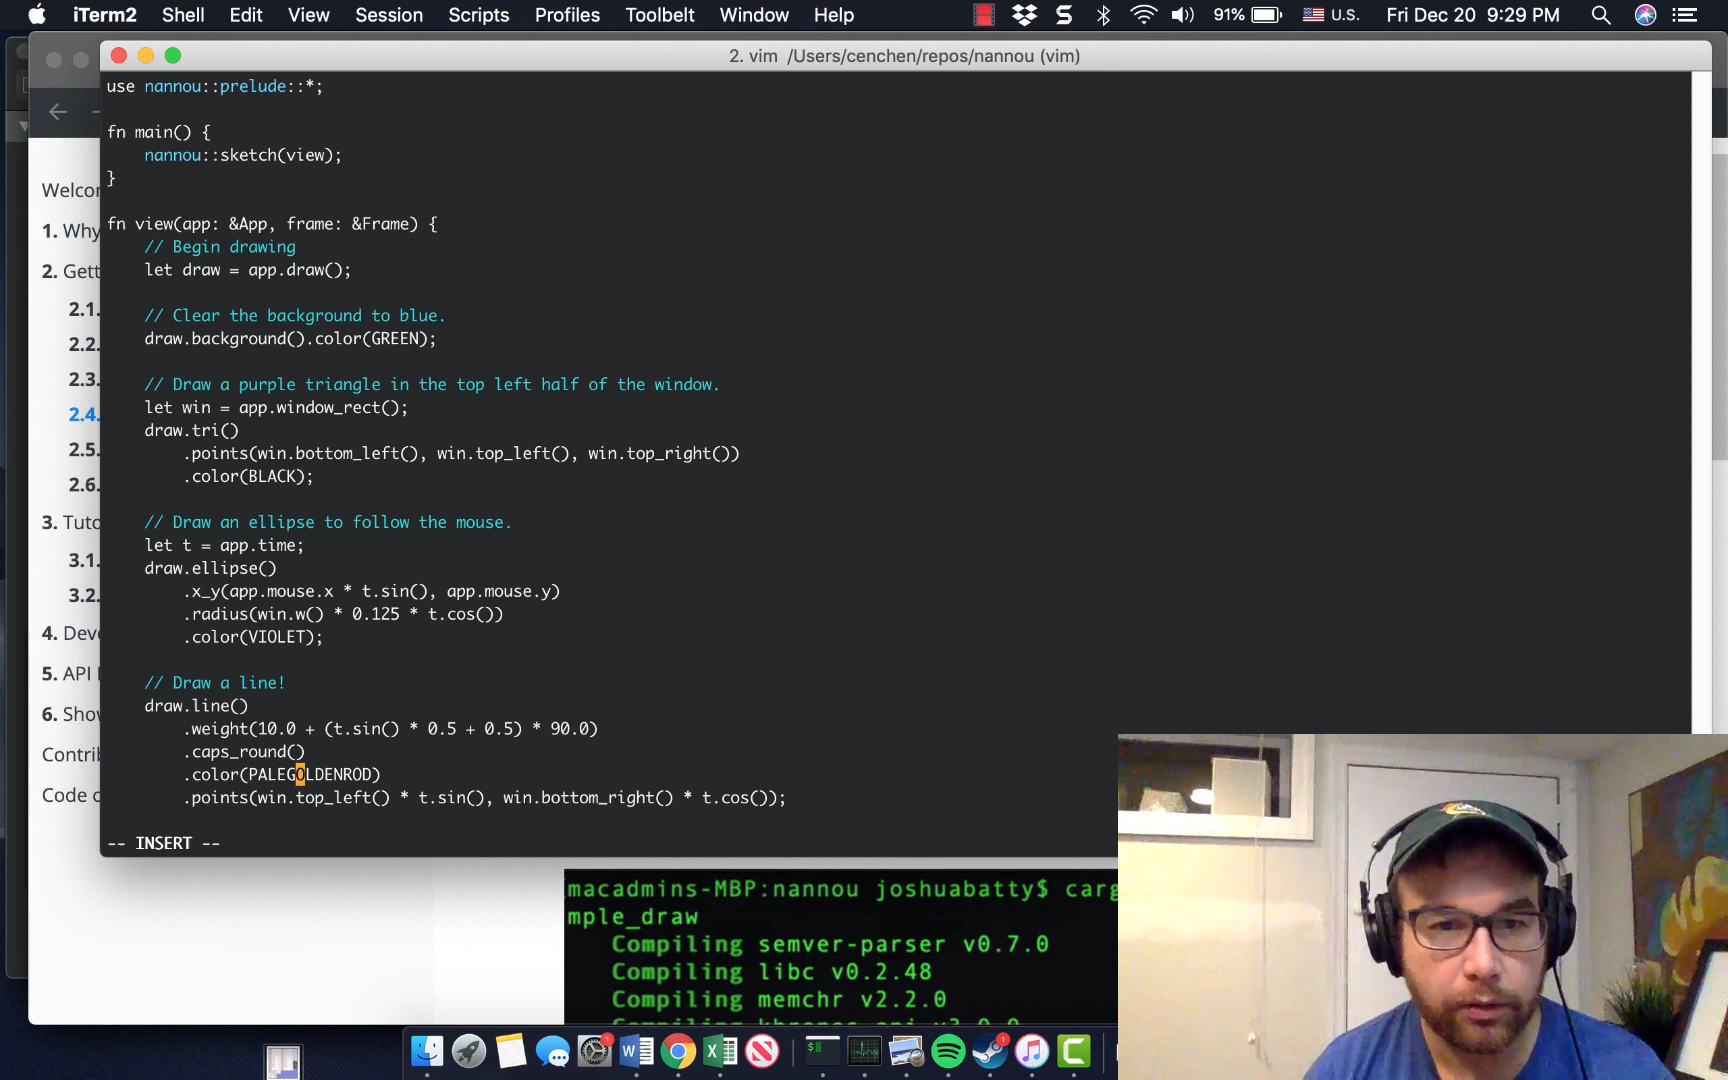 iTerm2 Shell Edit View Session Scripts Profiles Toolbelt Window Help 91% U.S. Fri Dec 20 9:29 PM
2. vim /Users/cenchen/repos/nannou (vim)
use nannou::prelude::*;
fn main() {
nannou::sketch(view);
}
fn view(app: &App, frame: &Frame) {
// Begin drawing
let draw = app.draw();
// Clear the background to blue.
draw.background().color(GREEN);
// Draw a purple triangle in the top left half of the window.
let win = app.window_rect();
draw.tri()
.points(win.bottom_left(), win.top_left(), win.top_right())
.color(BLACK);
// Draw an ellipse to follow the mouse.
let t = app.time;
draw.ellipse()
.x_y(app.mouse.x * t.sin(), app.mouse.y)
.radius(win.w() * 0.125 * t.cos())
.color(VIOLET);
// Draw a line!
draw.line()
.weight(10.0 + (t.sin() * 0.5 + 0.5) * 90.0)
.caps_round()
.color(PALEGOLDENROD)
.points(win.top_left() * t.sin(), win.bottom_right() * t.cos());
-- INSERT --
Welcor
1. Why
2. Gett
2.1.
2.2.
2.3.
2.4.
2.5.
2.6.
3. Tuto
3.1.
3.2.
4. Deve
5. API
6. Show
Contrib
Code o
macadmins-MBP:nannou joshuabatty$ carg
mple_draw
Compiling semver-parser v0.7.0
Compiling libc v0.2.48
Compiling memchr v2.2.0